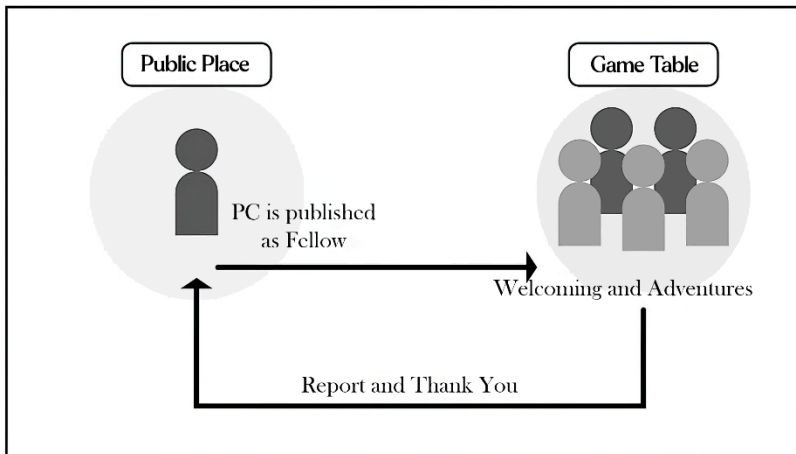 Public Place
Game Table
PC is published
as Fellow
Welcoming and Adventures
Report and Thank You